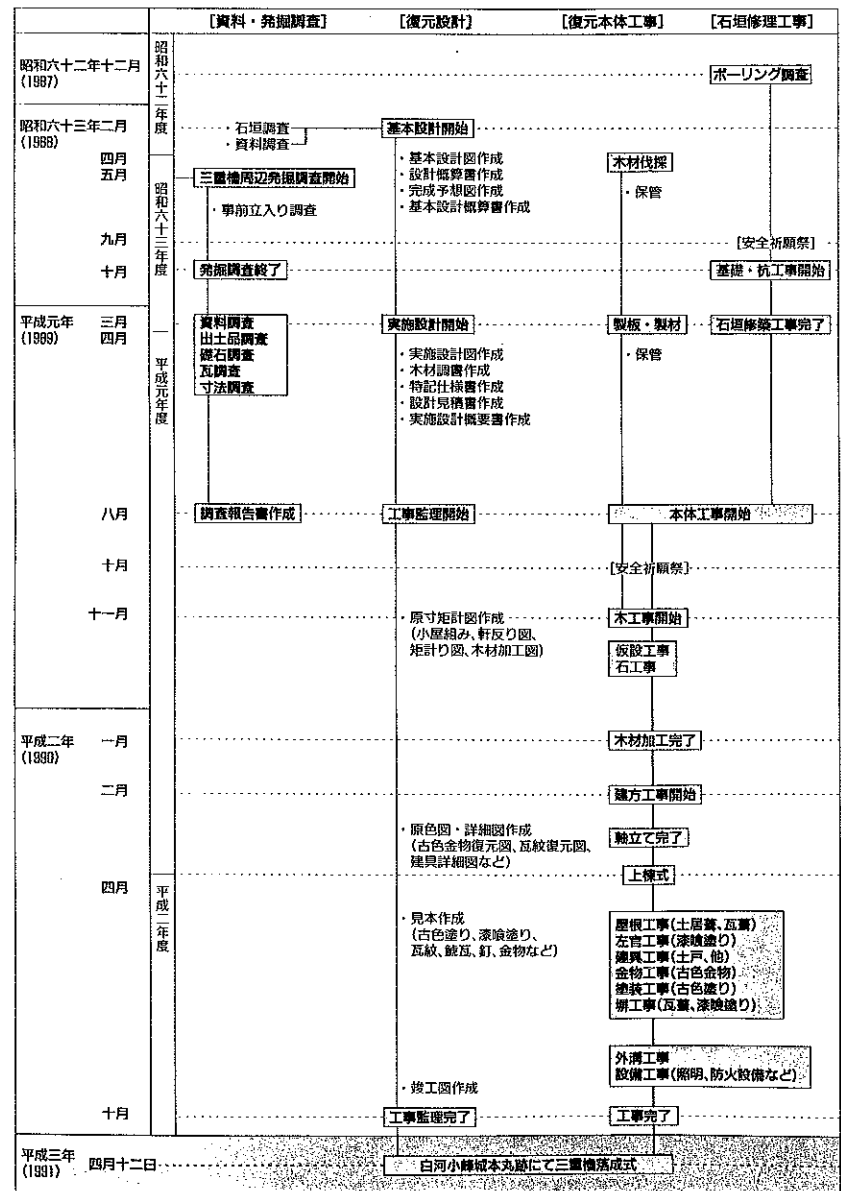 [資料・発掘調査] [復元設計] [復元本体工事] [石垣修理工事]
昭和六十二年度
昭和六十二年十二月
(1987)
ボーリング調査
昭和六十三年二月
(1988)
・石垣調査
・資料調査
基本設計開始
昭和六十三年度
四月
五月
三重櫓周辺発掘調査開始
・事前立入り調査
・基本設計図作成
・設計概算書作成
・完成予想図作成
・基本設計概算書作成
木材伐採
・保管
九月
[安全祈願祭]
十月
発掘調査終了
基礎・杭工事開始
平成元年 三月
(1989) 四月
平成元年度
資料調査
出土品調査
礎石調査
瓦調査
寸法調査
実施設計開始
・実施設計図作成
・木材調書作成
・特記仕様書作成
・設計見積書作成
・実施設計概要書作成
製板・製材
・保管
石垣修築工事完了
八月
調査報告書作成
工事監理開始
本体工事開始
十月
[安全祈願祭]
十一月
・原寸矩計図作成
(小屋組み、軒反り図、
矩計り図、木材加工図)
木工事開始
仮設工事
石工事
平成二年 一月
(1990)
木材加工完了
二月
建方工事開始
・原色図・詳細図作成
(古色金物復元図、瓦紋復元図、
建具詳細図など)
軸立て完了
上棟式
四月
平成二年度
・見本作成
(古色塗り、漆喰塗り、
瓦紋、鯱瓦、釘、金物など)
屋根工事(土居葺、瓦葺)
左官工事(漆喰塗り)
建具工事(土戸、他)
金物工事(古色金物)
塗装工事(古色塗り)
塀工事(瓦葺、漆喰塗り)
外溝工事
設備工事(照明、防火設備など)
・竣工図作成
十月
工事監理完了
工事完了
平成三年
(1991) 四月十二日
白河小峰城本丸跡にて三重櫓落成式